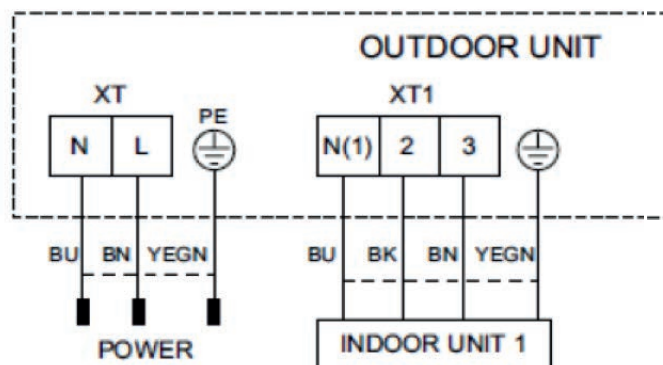 OUTDOOR UNIT
XT XT1
PE
N L N(1) 2 3
BU BN YEGN BU BK BN YEGN
POWER INDOOR UNIT 1